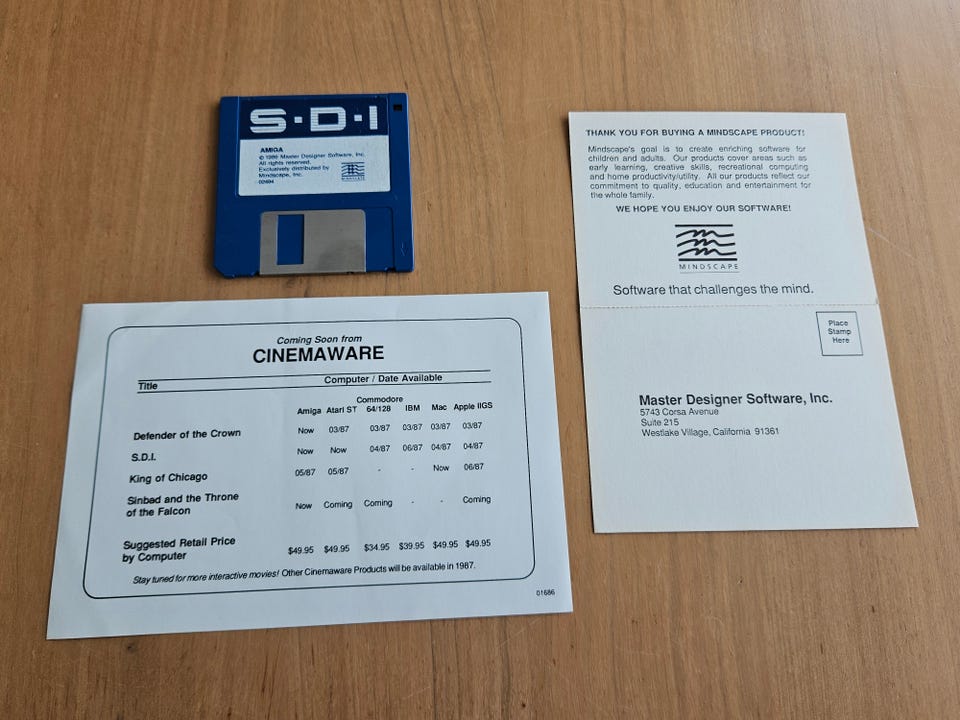 S·D·I
AMIGA
© 1986 Master Designer Software, Inc.
All rights reserved.
Exclusively distributed by
Mindscape, Inc.
02694
MINDSCAPE
THANK YOU FOR BUYING A MINDSCAPE PRODUCT!
Mindscape's goal is to create enriching software for
children and adults. Our products cover areas such as
early learning, creative skills, recreational computing
and home productivity/utility. All our products reflect our
commitment to quality, education and entertainment for
the whole family.
WE HOPE YOU ENJOY OUR SOFTWARE!
MINDSCAPE
Software that challenges the mind.
Place
Stamp
Here
Master Designer Software, Inc.
5743 Corsa Avenue
Suite 215
Westlake Village, California 91361
Coming Soon from
CINEMAWARE
Title Computer / Date Available
Commodore
Amiga Atari ST 64/128 IBM Mac Apple IIGS
Defender of the Crown Now 03/87 03/87 03/87 03/87 03/87
S.D.I. Now Now 04/87 06/87 04/87 04/87
King of Chicago 05/87 05/87 - - Now 06/87
Sinbad and the Throne
of the Falcon Now Coming Coming - - Coming
Suggested Retail Price
by Computer $49.95 $49.95 $34.95 $39.95 $49.95 $49.95
Stay tuned for more interactive movies! Other Cinemaware Products will be available in 1987.
01686